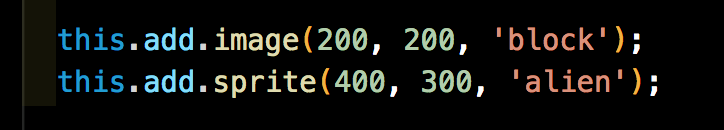 this.add.image(200, 200, 'block');
this.add.sprite(400, 300, 'alien');